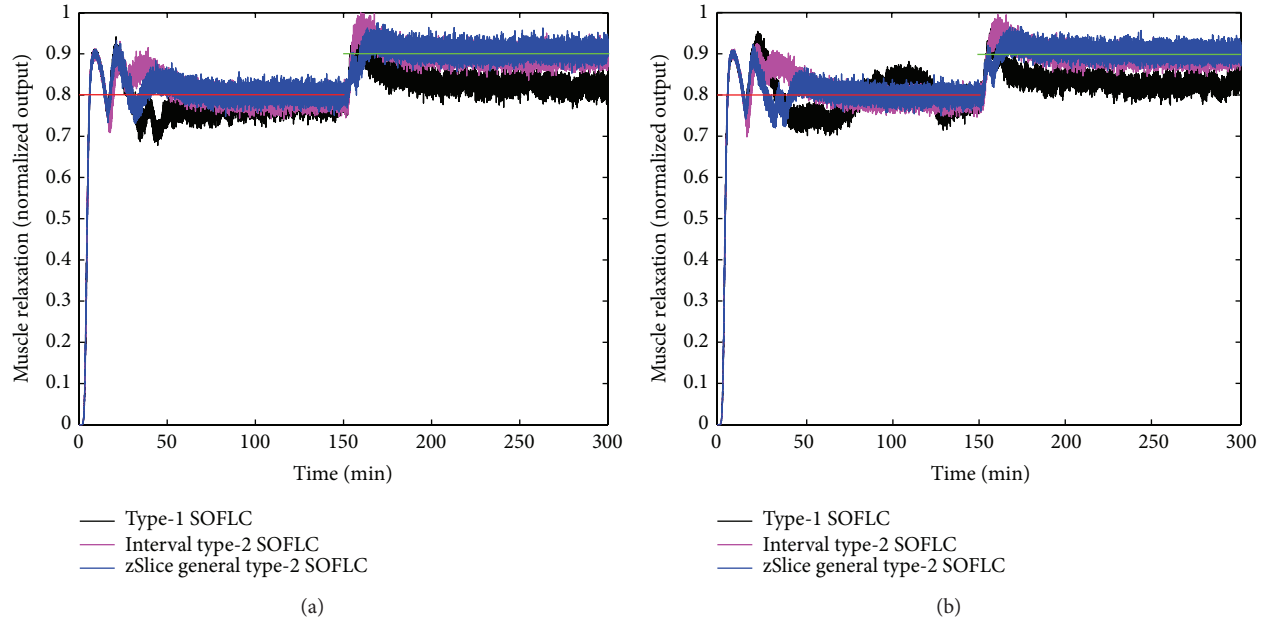 1
0.9
0.8
0.7
0.6
0.5
0.4
0.3
0.2
0.1
0
Muscle relaxation (normalized output)
0 50 100 150 200 250 300
Time (min)
Type-1 SOFLC
Interval type-2 SOFLC
zSlice general type-2 SOFLC
(a)
1
0.9
0.8
0.7
0.6
0.5
0.4
0.3
0.2
0.1
0
Muscle relaxation (normalized output)
0 50 100 150 200 250 300
Time (min)
Type-1 SOFLC
Interval type-2 SOFLC
zSlice general type-2 SOFLC
(b)